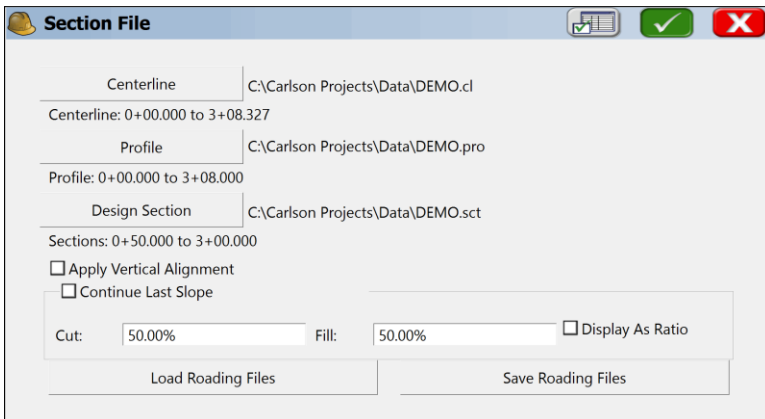 Section File
Centerline C:\Carlson Projects\Data\DEMO.cl
Centerline: 0+00.000 to 3+08.327
Profile C:\Carlson Projects\Data\DEMO.pro
Profile: 0+00.000 to 3+08.000
Design Section C:\Carlson Projects\Data\DEMO.sct
Sections: 0+50.000 to 3+00.000
Apply Vertical Alignment
Continue Last Slope
Cut: 50.00% Fill: 50.00% Display As Ratio
Load Roading Files Save Roading Files